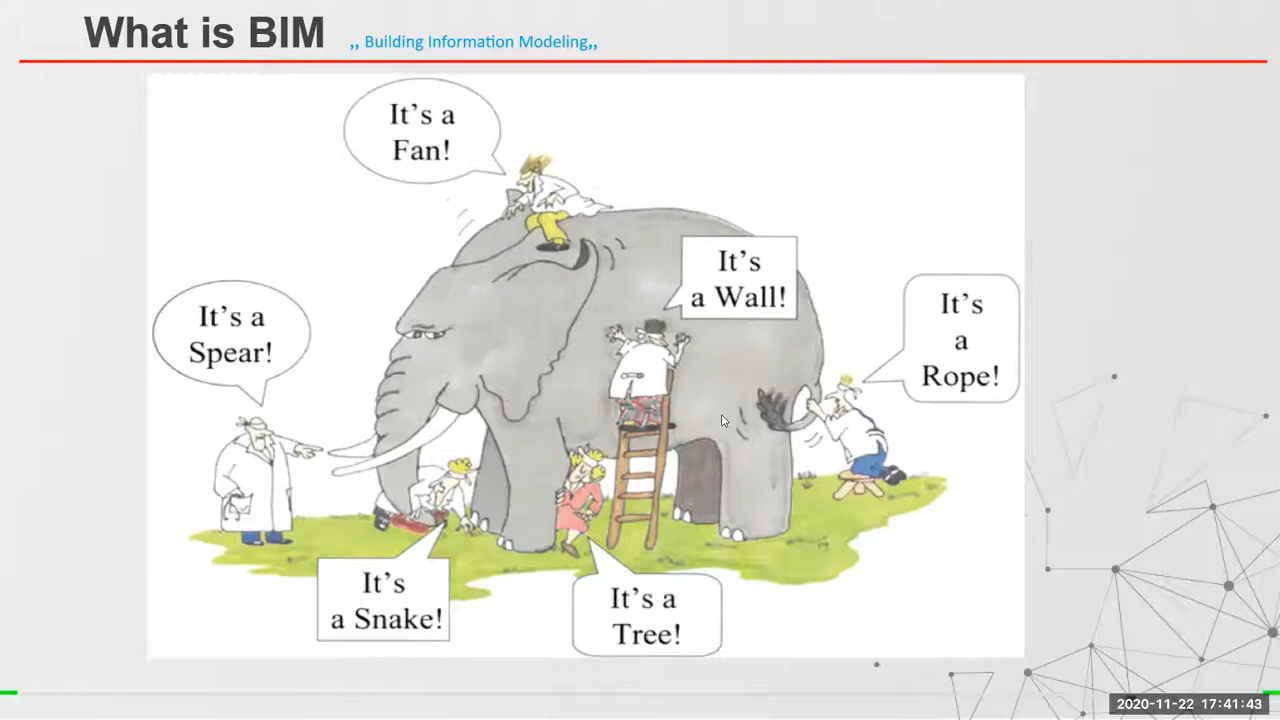 What is BIM ,, Building Information Modeling,,
It's a
Fan!
It's
a Wall!
It's a
Spear!
It's
a
Rope!
It's
a Snake!
It's a
Tree!
2020-11-22 17:41:43